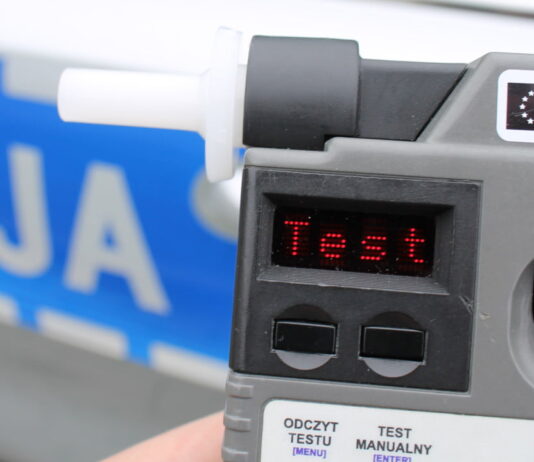 JA
Test
ODCZYT
TESTU
[MENU]
TEST
MANUALNY
[ENTER]